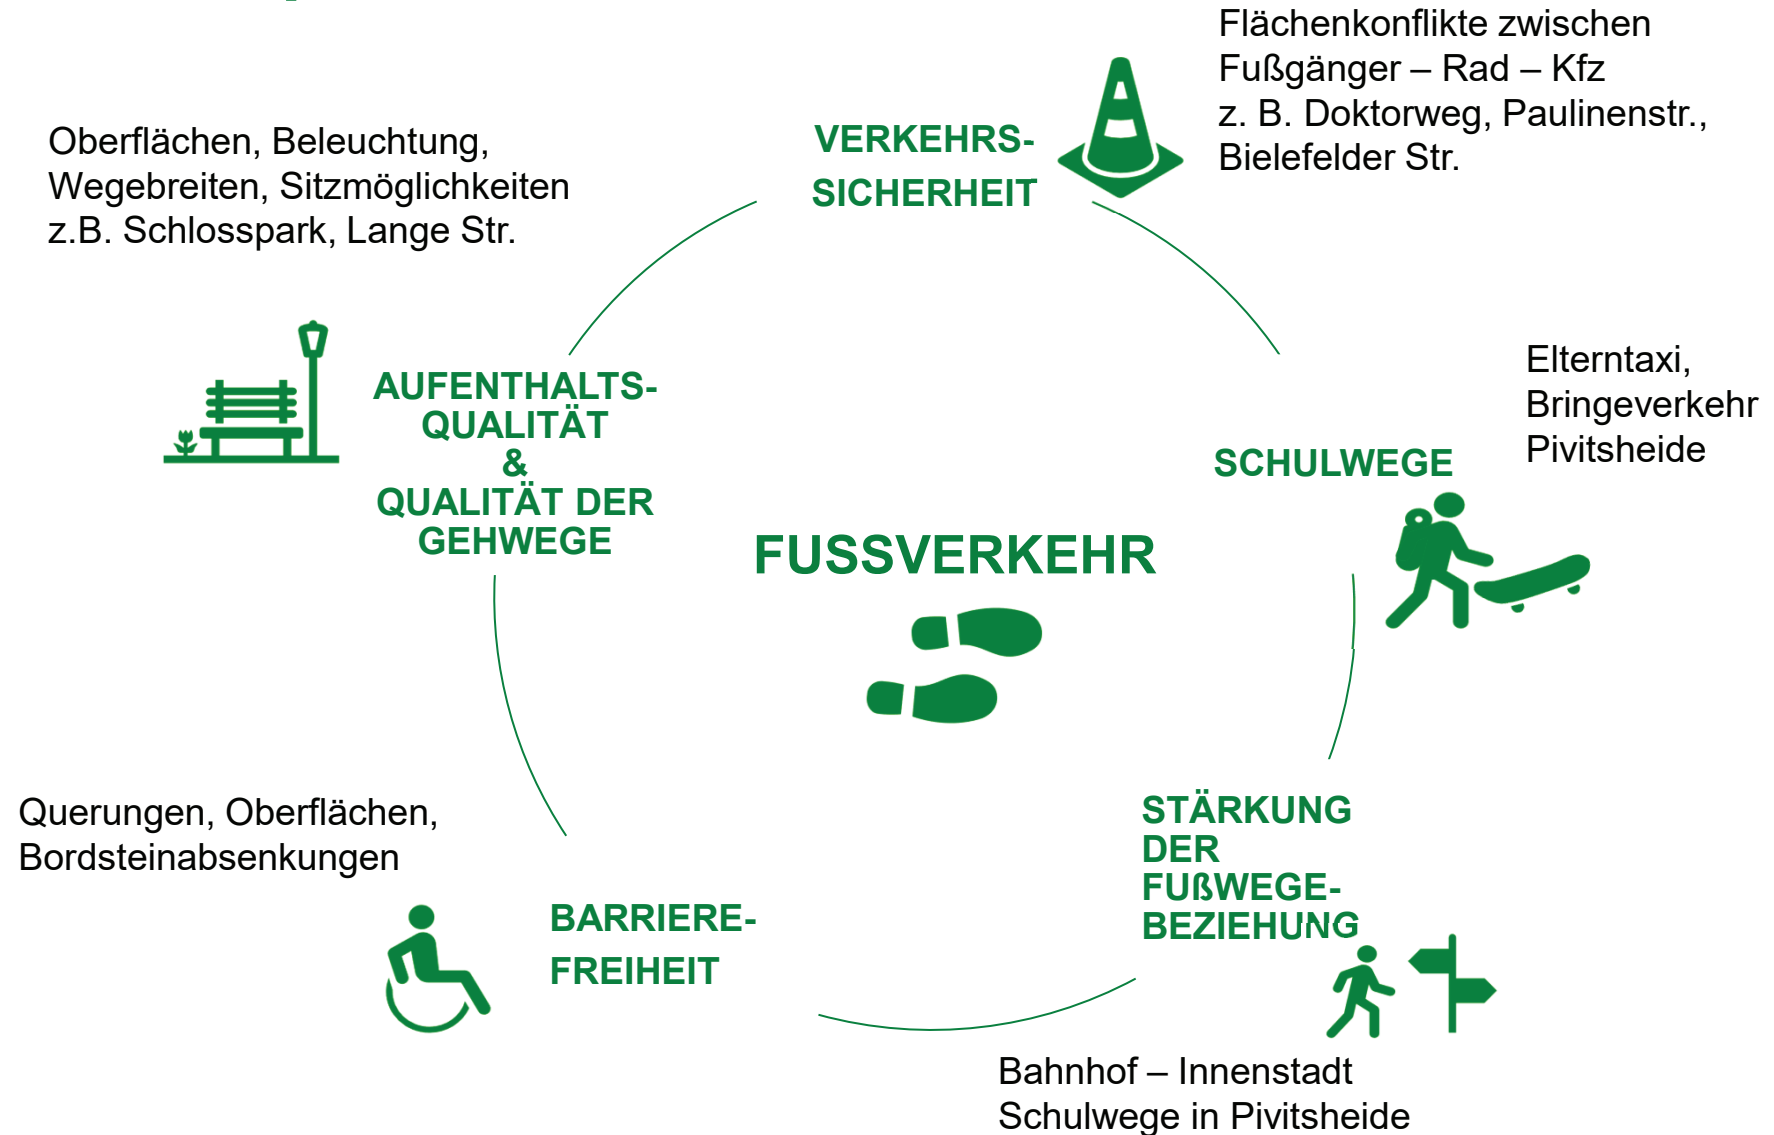 Flächenkonflikte zwischen
Fußgänger – Rad – Kfz
z. B. Doktorweg, Paulinenstr.,
Bielefelder Str.
VERKEHRS-
SICHERHEIT
Oberflächen, Beleuchtung,
Wegebreiten, Sitzmöglichkeiten
z.B. Schlosspark, Lange Str.
AUFENTHALTS-
QUALITÄT
&
QUALITÄT DER
GEHWEGE
Elterntaxi,
Bringeverkehr
Pivitsheide
SCHULWEGE
FUSSVERKEHR
STÄRKUNG
DER
FUßWEGE-
BEZIEHUNG
Querungen, Oberflächen,
Bordsteinabsenkungen
BARRIERE-
FREIHEIT
Bahnhof – Innenstadt
Schulwege in Pivitsheide